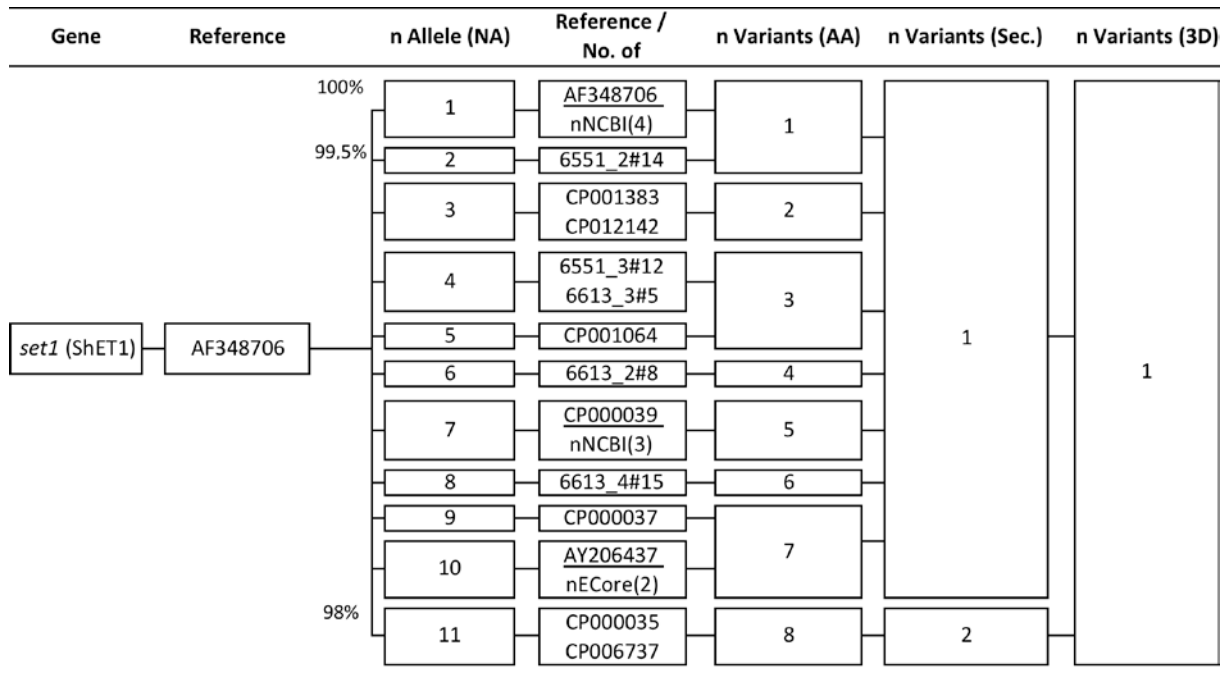 Gene Reference n Allele (NA) Reference / No. of n Variants (AA) n Variants (Sec.) n Variants (3D)
100%
1 AF348706 1
nNCBI(4)
99,5%
2 6551_2#14
3 CP001383 2
CP012142
4 6551_3#12 3
6613_3#5
set1 (ShET1) AF348706 5 CP001064 1
6 6613_2#8 4 1
7 CP000039 5
nNCBI(3)
8 6613_4#15 6
9 CP000037
10 AY206437 7
nECore(2)
98%
11 CP000035 8 2
CP006737